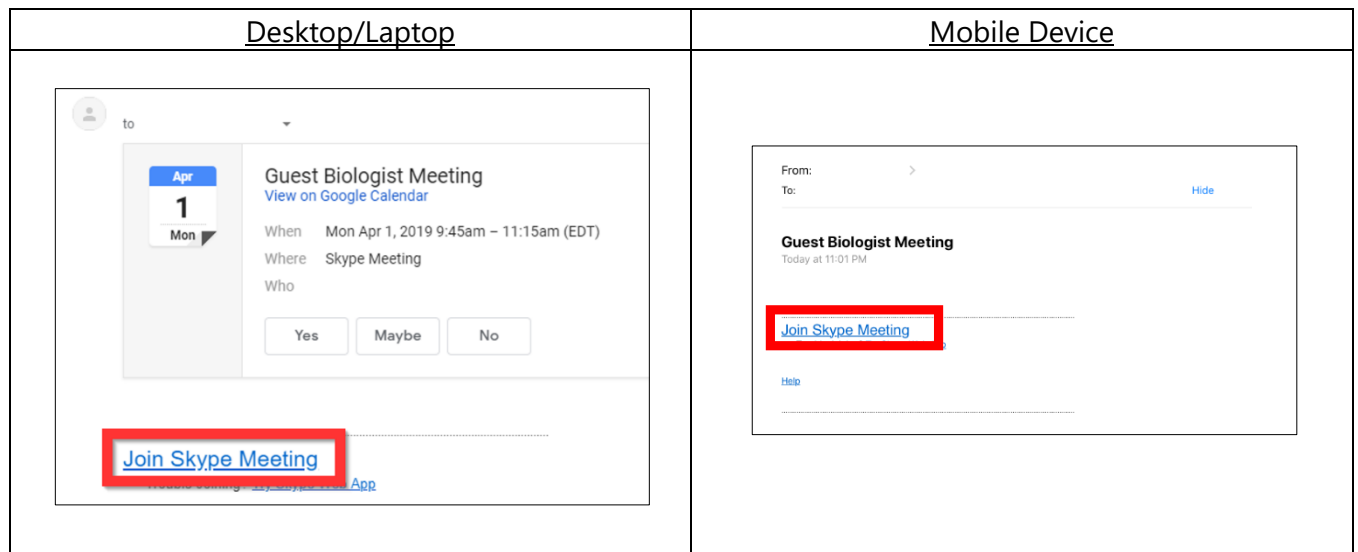 Desktop/Laptop
Mobile Device
to
Apr
1
Mon
Guest Biologist Meeting
View on Google Calendar
When Mon Apr 1, 2019 9:45am – 11:15am (EDT)
Where Skype Meeting
Who
Yes Maybe No
Join Skype Meeting
App
From:
To: Hide
Guest Biologist Meeting
Today at 11:01 PM
Join Skype Meeting
Help